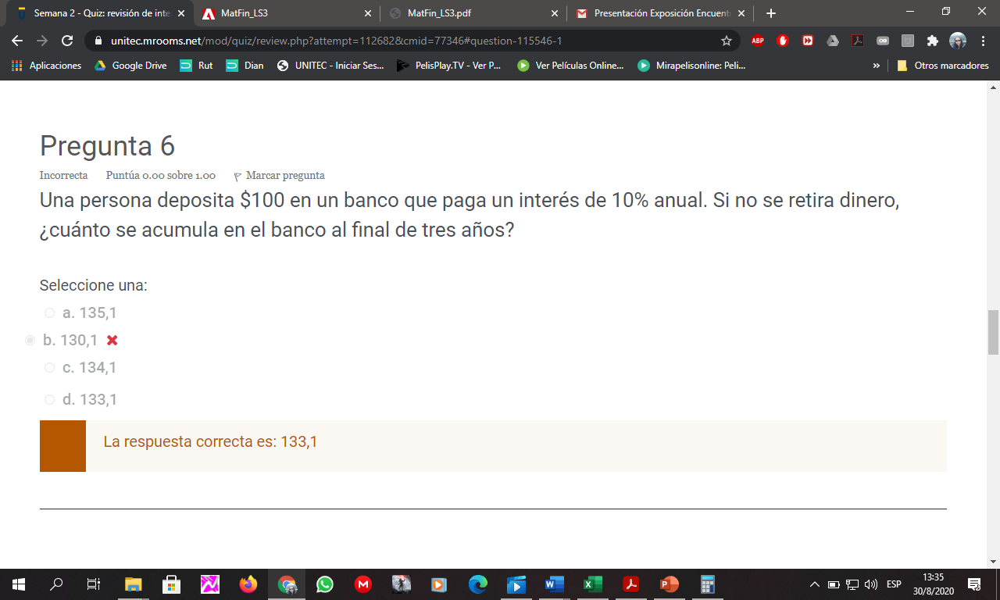 Semana 2 - Quiz: revisión de inte
MatFin_LS3
MatFin_LS3.pdf
Presentación Exposición Encuent
unitec.mrooms.net/mod/quiz/review.php?attempt=112682&cmid=77346#question-115546-1
ABP
Aplicaciones
Google Drive
Rut
Dian
UNITEC - Iniciar Ses...
PelisPlay.TV - Ver P...
Ver Películas Online...
Mirapelisonline: Peli...
»
Otros marcadores
Pregunta 6
Incorrecta
Puntúa 0.00 sobre 1.00
Marcar pregunta
Una persona deposita $100 en un banco que paga un interés de 10% anual. Si no se retira dinero,
¿cuánto se acumula en el banco al final de tres años?
Seleccione una:
a. 135,1
b. 130,1
c. 134,1
d. 133,1
La respuesta correcta es: 133,1
ESP
13:35
30/8/2020